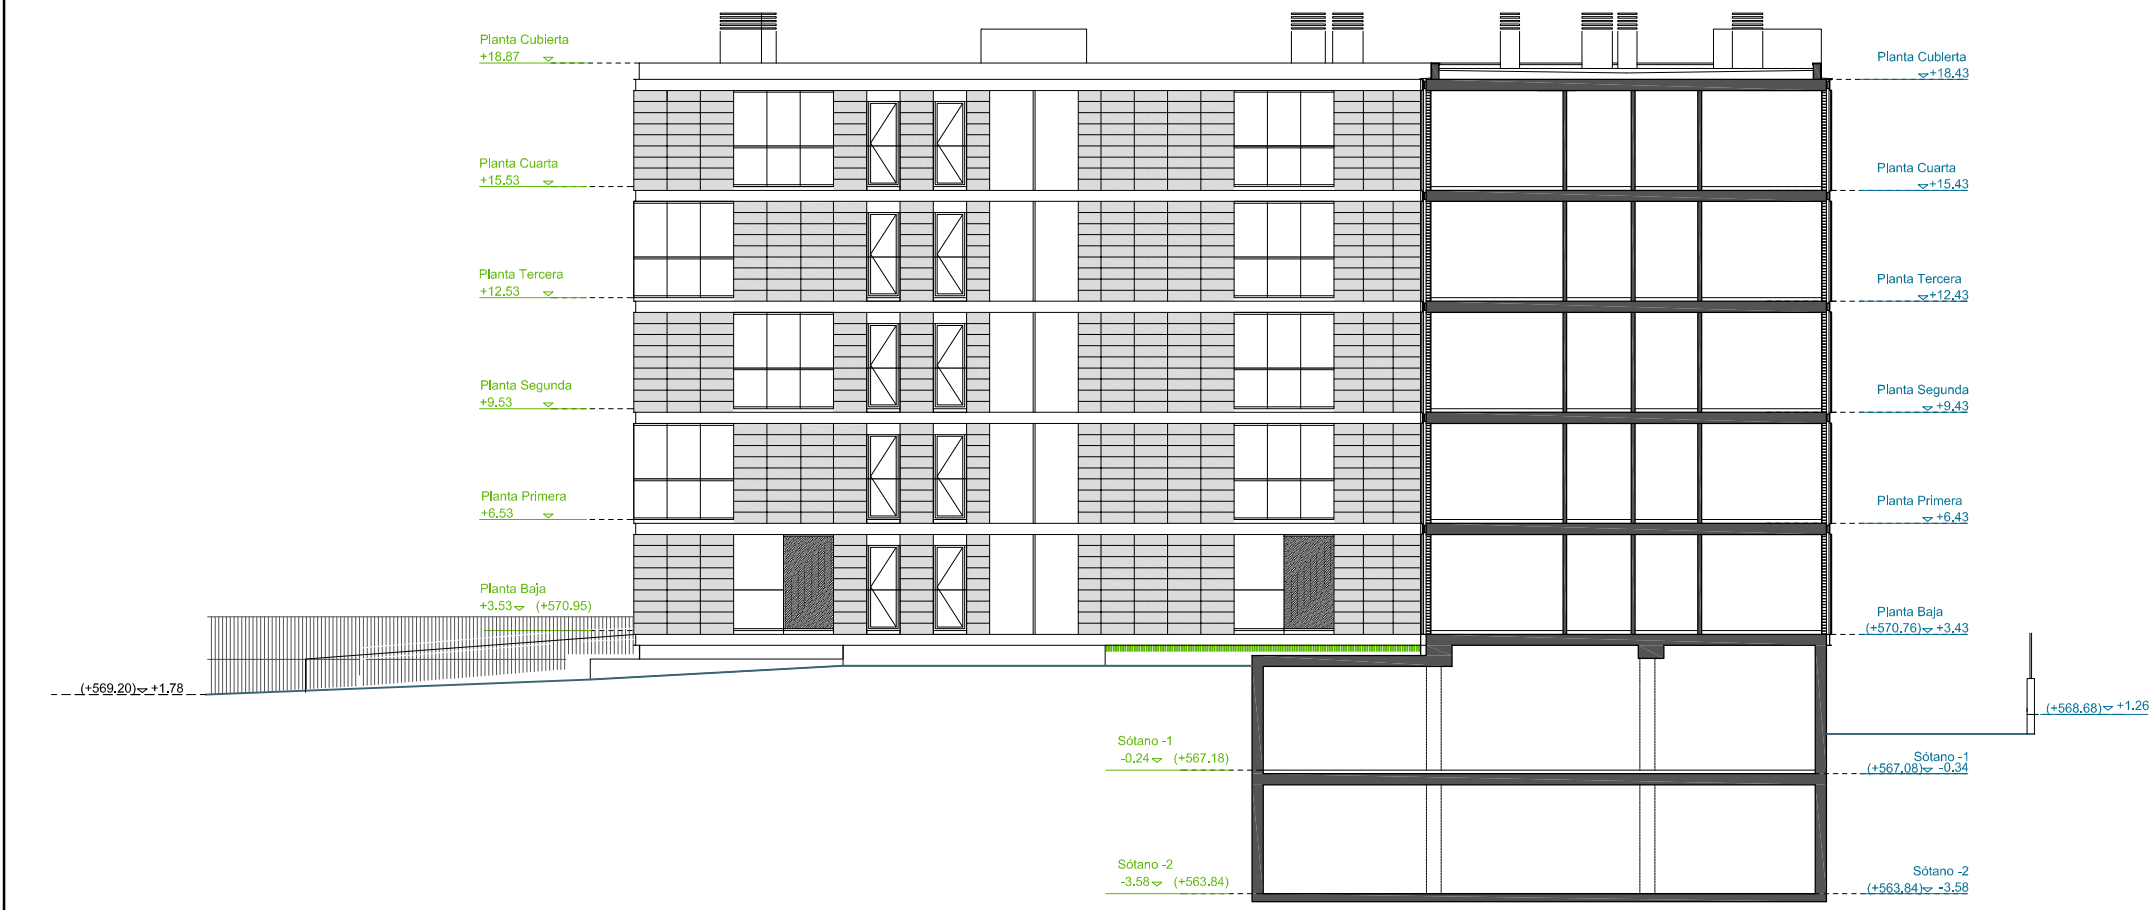 Planta Cubierta
+18.87
Planta Cuarta
+15.53
Planta Tercera
+12.53
Planta Segunda
+9.53
Planta Primera
+6.53
Planta Baja
+3.53 (+570.95)
(+569.20) +1.78
Sótano -1
-0.24 (+567.18)
Sótano -2
-3.58 (+563.84)
Planta Cubierta
+18.43
Planta Cuarta
+15.43
Planta Tercera
+12.43
Planta Segunda
+9.43
Planta Primera
+6.43
Planta Baja
(+570.76) +3.43
(+568.68) +1.26
Sótano -1
(+567.08) -0.34
Sótano -2
(+563.84) -3.58